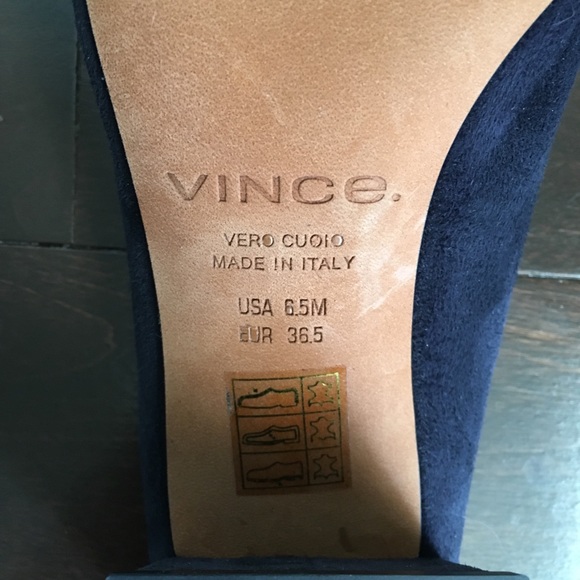 VINCe.
VERO CUOIO
MADE IN ITALY
USA 6.5M
EUR 36.5